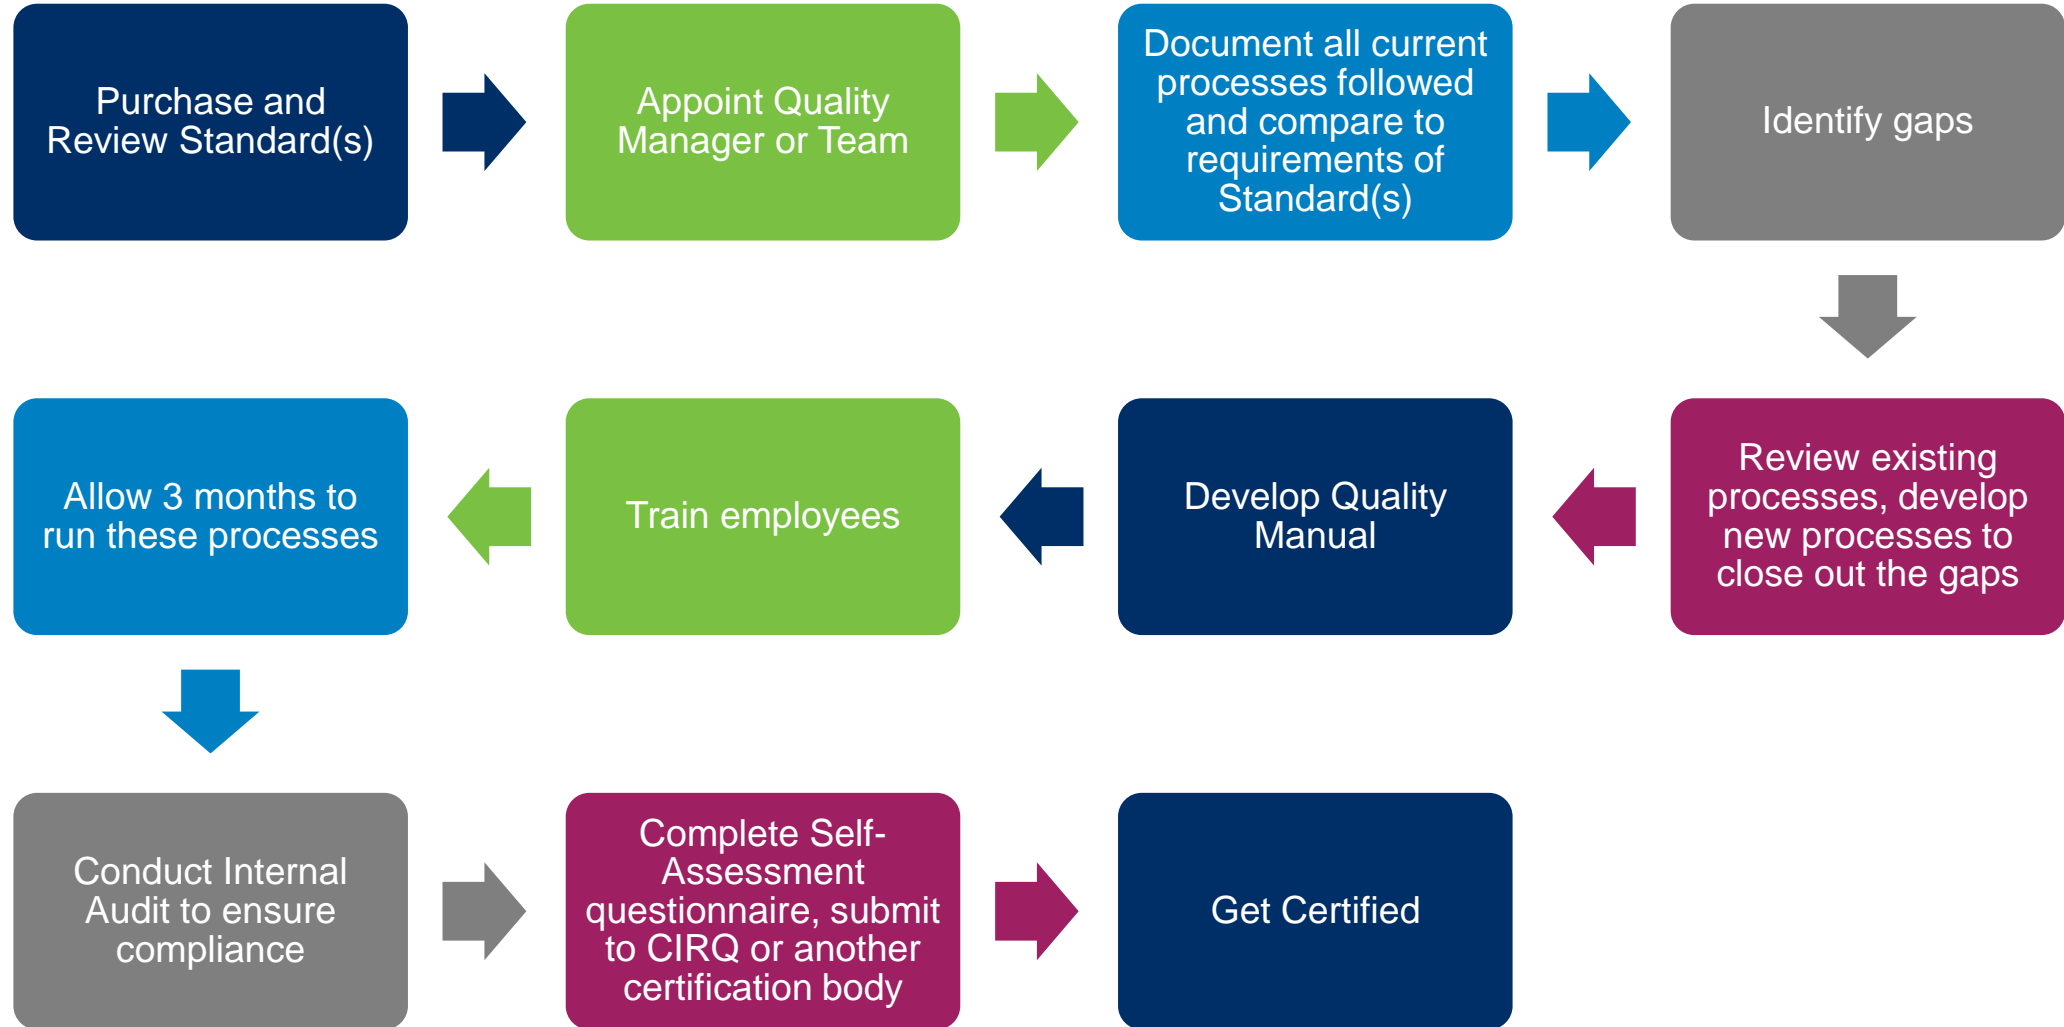 Purchase and
Review Standard(s)
Appoint Quality
Manager or Team
Document all current
processes followed
and compare to
requirements of
Standard(s)
Identify gaps
Review existing
processes, develop
new processes to
close out the gaps
Develop Quality
Manual
Train employees
Allow 3 months to
run these processes
Conduct Internal
Audit to ensure
compliance
Complete Self-
Assessment
questionnaire, submit
to CIRQ or another
certification body
Get Certified